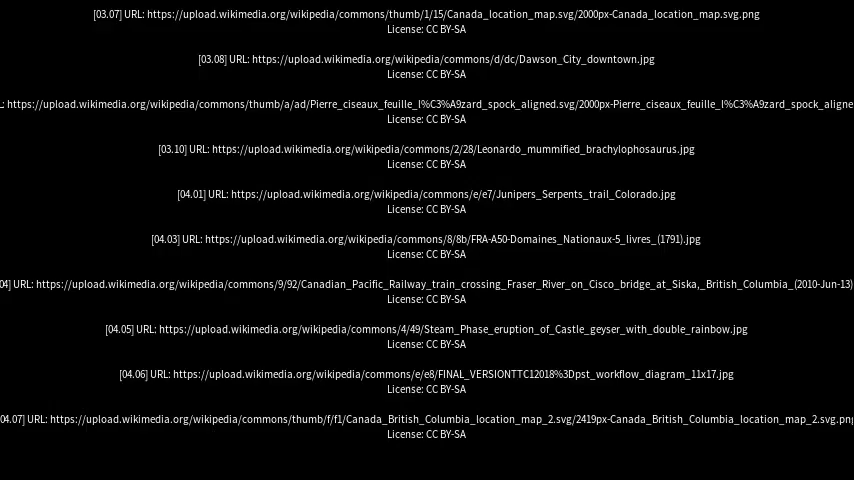 [03.07] URL: https://upload.wikimedia.org/wikipedia/commons/thumb/1/15/Canada_location_map.svg/2000px-Canada_location_map.svg.png
License: CC BY-SA
[03.08] URL: https://upload.wikimedia.org/wikipedia/commons/d/dc/Dawson_City_downtown.jpg
License: CC BY-SA
: https://upload.wikimedia.org/wikipedia/commons/thumb/a/ad/Pierre_ciseaux_feuille_l%C3%A9zard_spock_aligned.svg/2000px-Pierre_ciseaux_feuille_l%C3%A9zard_spock_aligne
License: CC BY-SA
[03.10] URL: https://upload.wikimedia.org/wikipedia/commons/2/28/Leonardo_mummified_brachylophosaurus.jpg
License: CC BY-SA
[04.01] URL: https://upload.wikimedia.org/wikipedia/commons/e/e7/Junipers_Serpents_trail_Colorado.jpg
License: CC BY-SA
[04.03] URL: https://upload.wikimedia.org/wikipedia/commons/8/8b/FRA-A50-Domaines_Nationaux-5_livres_(1791).jpg
License: CC BY-SA
04] URL: https://upload.wikimedia.org/wikipedia/commons/9/92/Canadian_Pacific_Railway_train_crossing_Fraser_River_on_Cisco_bridge_at_Siska,_British_Columbia_(2010-Jun-13)
License: CC BY-SA
[04.05] URL: https://upload.wikimedia.org/wikipedia/commons/4/49/Steam_Phase_eruption_of_Castle_geyser_with_double_rainbow.jpg
License: CC BY-SA
[04.06] URL: https://upload.wikimedia.org/wikipedia/commons/e/e8/FINAL_VERSIONTTC12018%3Dpst_workflow_diagram_11x17.jpg
License: CC BY-SA
04.07] URL: https://upload.wikimedia.org/wikipedia/commons/thumb/f/f1/Canada_British_Columbia_location_map_2.svg/2419px-Canada_British_Columbia_location_map_2.svg.png
License: CC BY-SA